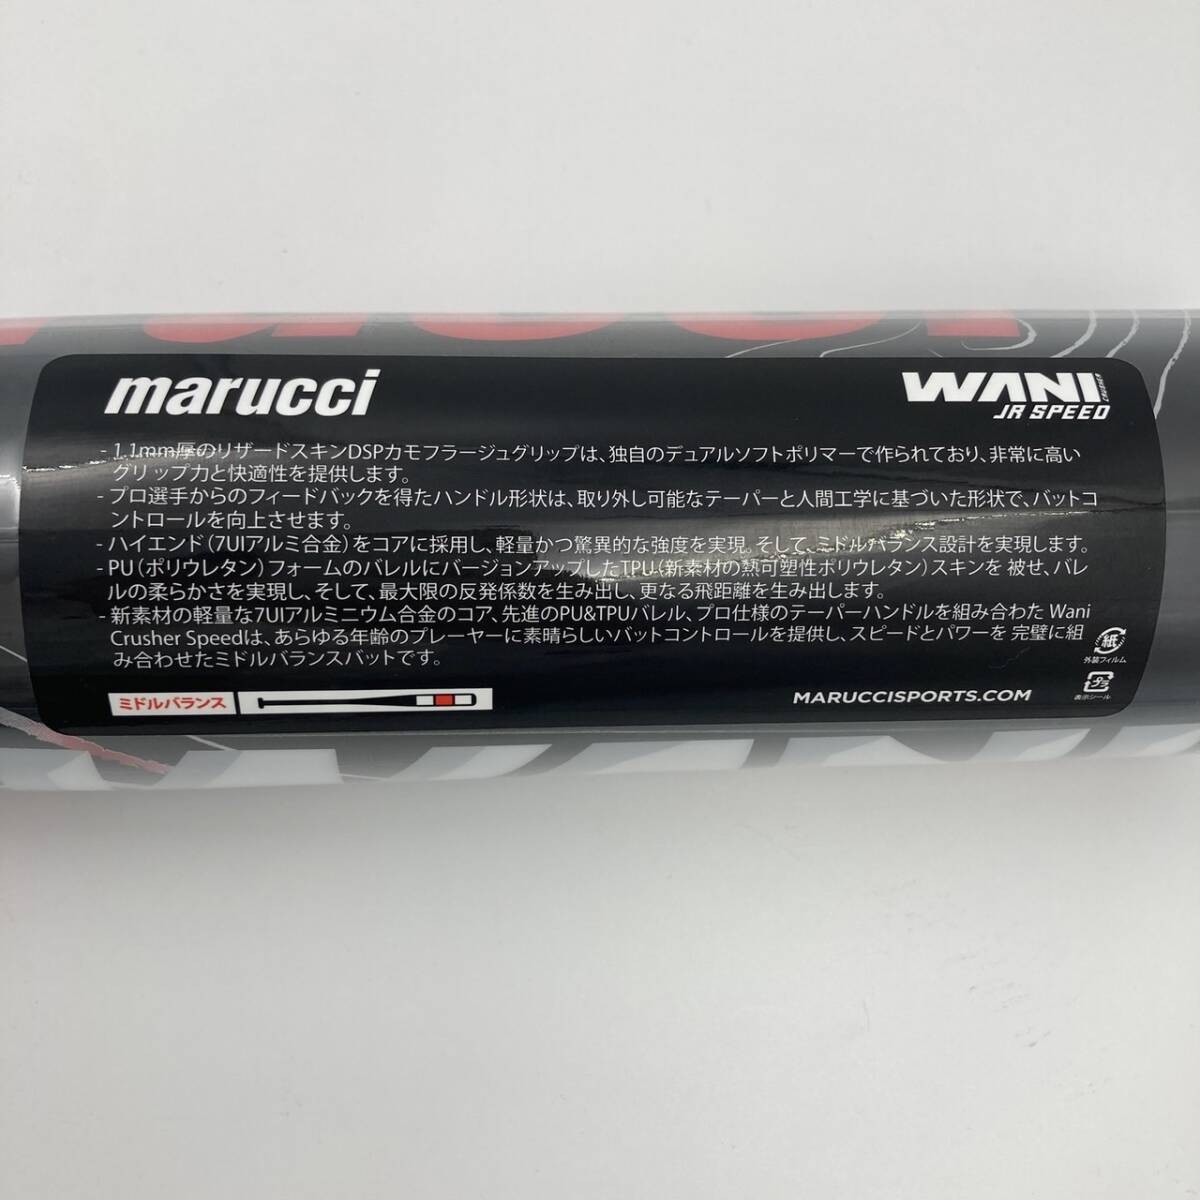 marucci
WANI
CRUSHER
JR SPEED
- 1.1mm厚のリザードスキンDSPカモフラージュグリップは、独自のデュアルソフトポリマーで作られており、非常に高い
グリップ力と快適性を提供します。
- プロ選手からのフィードバックを得たハンドル形状は、取り外し可能なテーパーと人間工学に基づいた形状で、バットコ
ントロールを向上させます。
- ハイエンド(7UIアルミ合金)をコアに採用し、軽量かつ驚異的な強度を実現。そして、ミドルバランス設計を実現します。
- PU(ポリウレタン)フォームのバレルにバージョンアップしたTPU(新素材の熱可塑性ポリウレタン)スキンを 被せ、バレ
ルの柔らかさを実現し、そして、最大限の反発係数を生み出し、更なる飛距離を生み出します。
- 新素材の軽量な7UIアルミニウム合金のコア、先進のPU&TPUバレル、プロ仕様のテーパーハンドルを組み合わた Wani
Crusher Speedは、あらゆる年齢のプレーヤーに素晴らしいバットコントロールを提供し、スピードとパワーを 完璧に組
み合わせたミドルバランスバットです。
紙
外装フィルム
プラ
表示シール
ミドルバランス
MARUCCISPORTS.COM